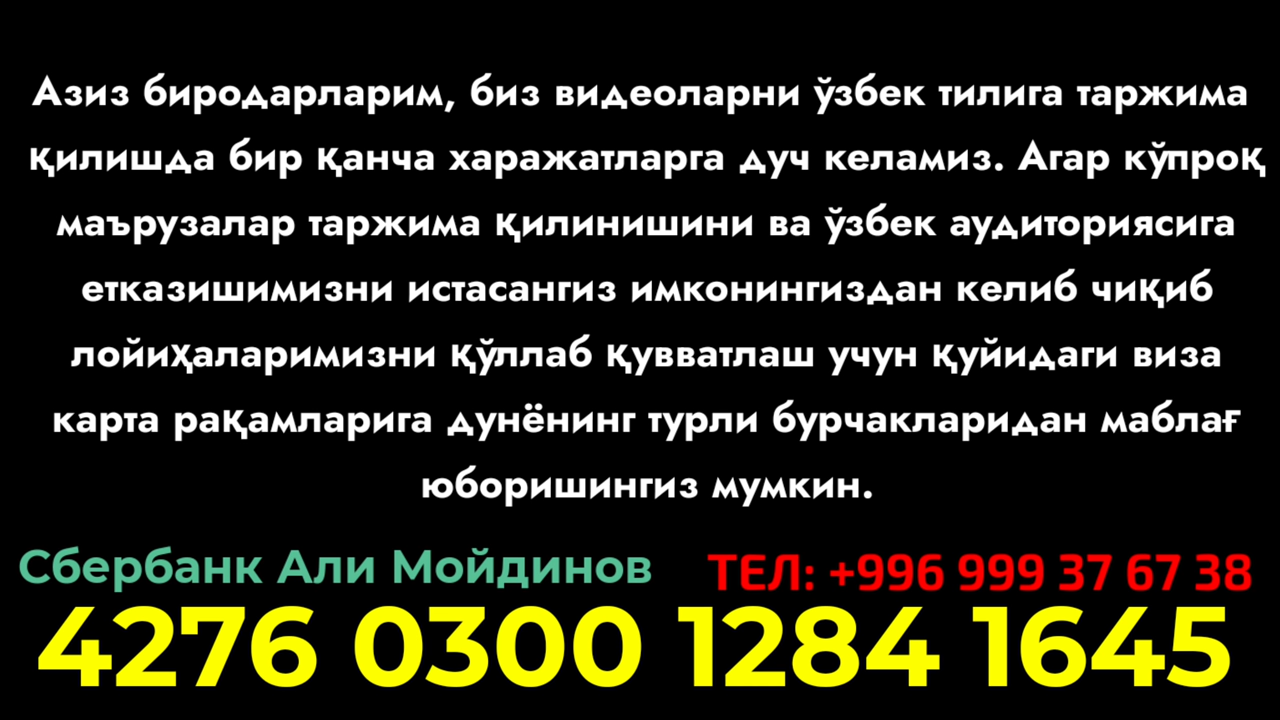 Азиз биродарларим, биз видеоларни ўзбек тилига таржима
қилишда бир қанча харажатларга дуч келамиз. Агар кўпроқ
маърузалар таржима қилинишини ва ўзбек аудиториясига
етказишимизни истасангиз имконингиздан келиб чиқиб
лойиҳаларимизни қўллаб қувватлаш учун қуйидаги виза
карта рақамларига дунёнинг турли бурчакларидан маблағ
юборишингиз мумкин.
Сбербанк Али Мойдинов
ТЕЛ: +996 999 37 67 38
4276 0300 1284 1645